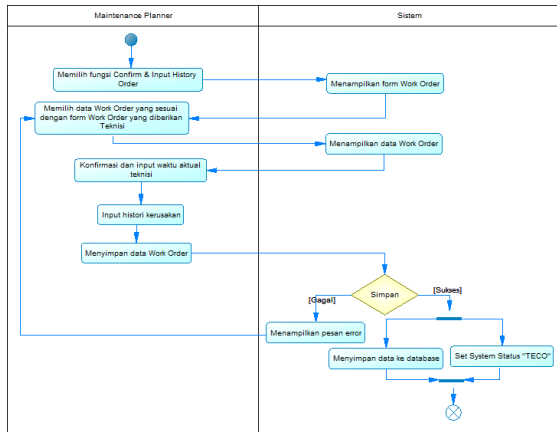 Maintenance Planner
Sistem
Memilih fungsi Confirm & Input History
Order
Menampilkan form Work Order
Memilih data Work Order yang sesuai
dengan form Work Order yang diberikan
Teknisi
Menampilkan data Work Order
Konfirmasi dan input waktu aktual
teknisi
Input histori kerusakan
Menyimpan data Work Order
Simpan
[Gagal]
[Sukses]
Menampilkan pesan error
Menyimpan data ke database
Set System Status "TECO"